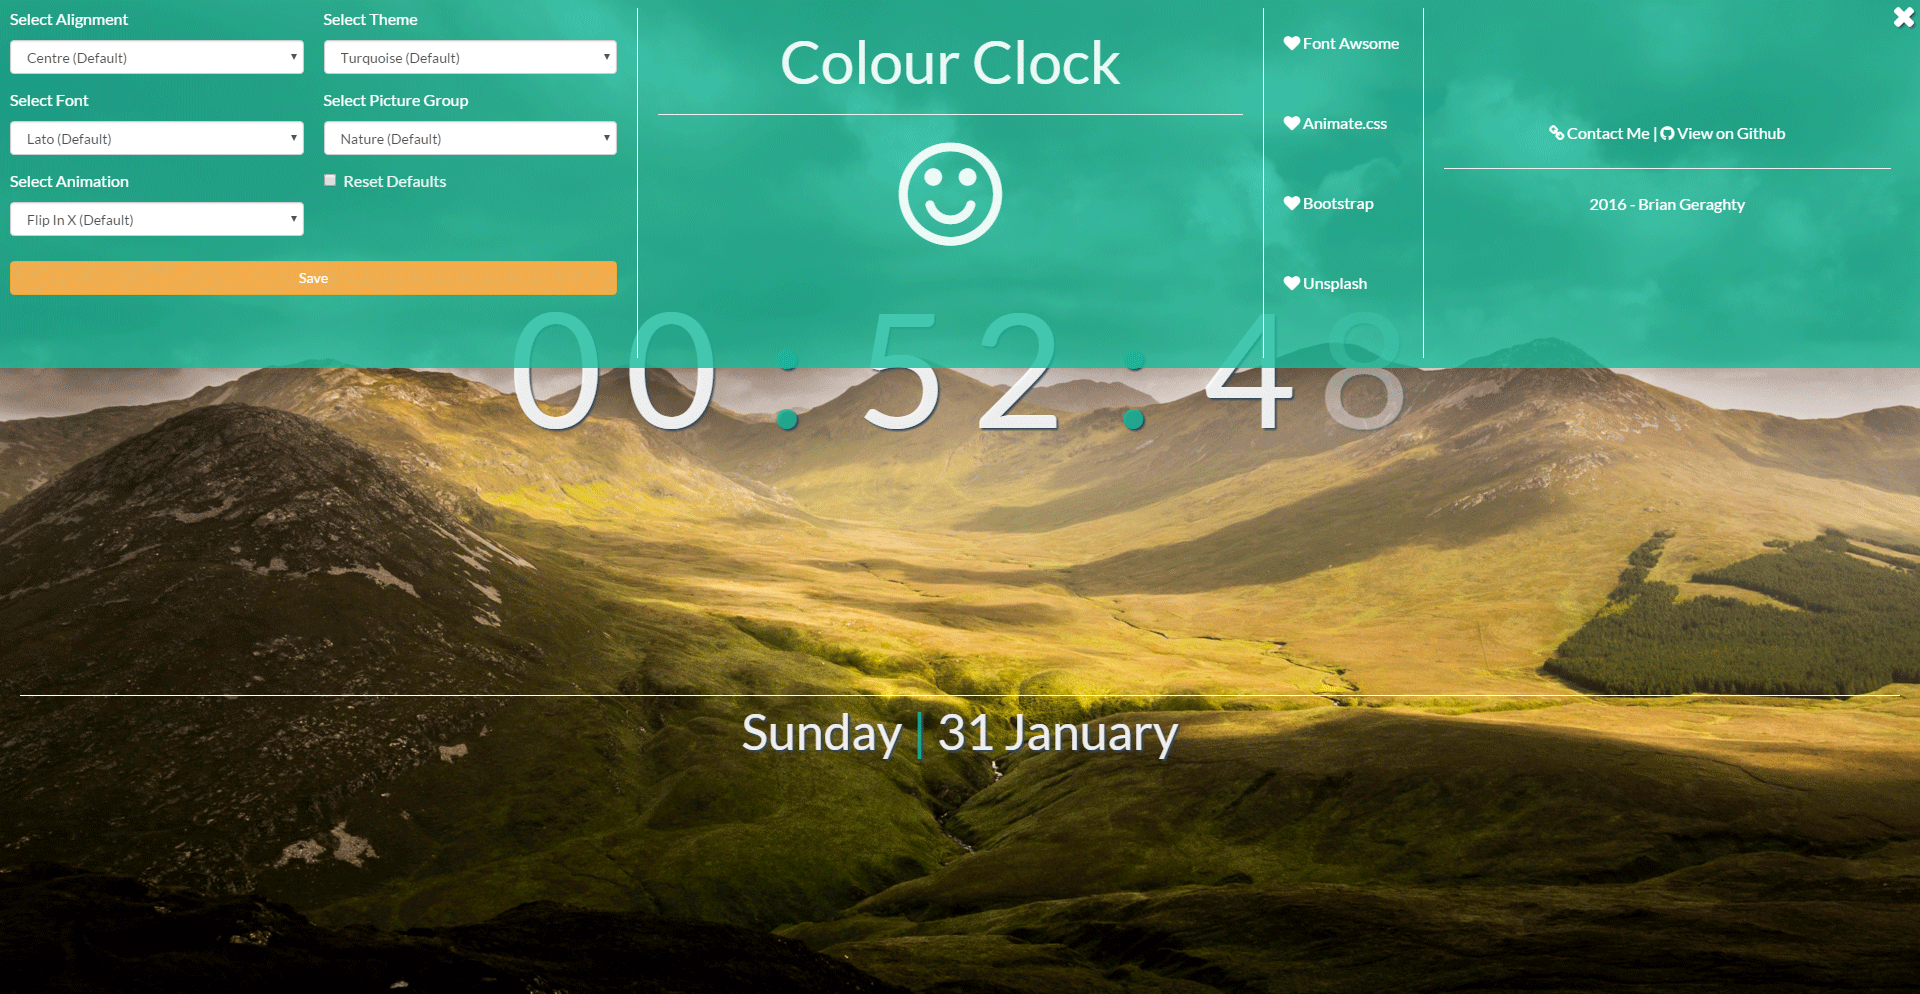 Select Alignment
Centre (Default)
Select Theme
Turquoise (Default)
Select Font
Lato (Default)
Select Picture Group
Nature (Default)
Select Animation
Flip In X (Default)
Reset Defaults
Save
Colour Clock
Font Awsome
Animate.css
Bootstrap
Unsplash
Contact Me | View on Github
2016 - Brian Geraghty
00:52:48
Sunday | 31 January